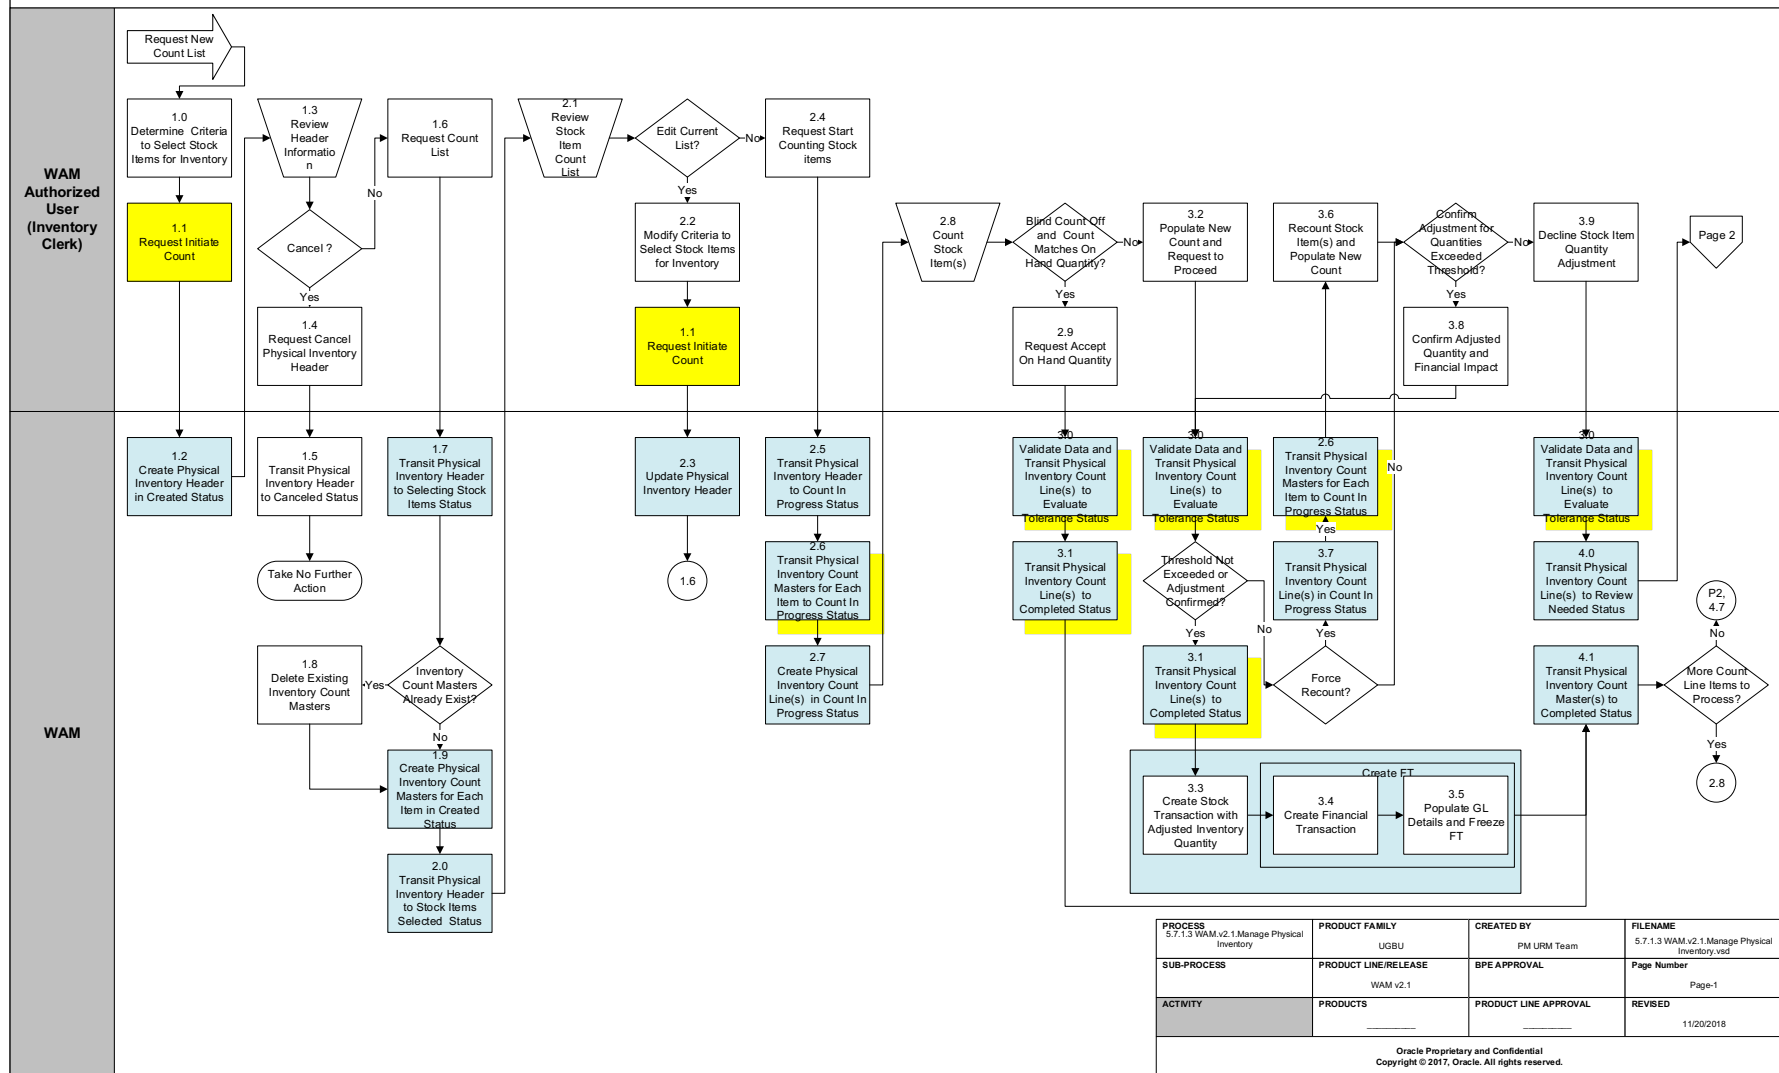 Request New
Count List
1.0
Determine Criteria
to Select Stock
Items for Inventory
1.3
Review
Header
Informatio
n
1.6
Request Count
List
2.1
Review
Stock
Item
Count
List
Edit Current
List?
No
2.4
Request Start
Counting Stock
items
WAM
Authorized
User
(Inventory
Clerk)
1.1
Request Initiate
Count
Cancel ?
No
Yes
1.4
Request Cancel
Physical Inventory
Header
Yes
2.2
Modify Criteria to
Select Stock Items
for Inventory
1.1
Request Initiate
Count
2.8
Count
Stock
Item(s)
Blind Count Off
and Count
Matches On
Hand Quantity?
No
Yes
2.9
Request Accept
On Hand Quantity
3.2
Populate New
Count and
Request to
Proceed
3.6
Recount Stock
Item(s) and
Populate New
Count
Confirm
Adjustment for
Quantities
Exceeded
Threshold?
No
Yes
3.8
Confirm Adjusted
Quantity and
Financial Impact
3.9
Decline Stock Item
Quantity
Adjustment
Page 2
WAM
1.2
Create Physical
Inventory Header
in Created Status
1.5
Transit Physical
Inventory Header
to Canceled Status
Take No Further
Action
1.7
Transit Physical
Inventory Header
to Selecting Stock
Items Status
Inventory
Count Masters
Already Exist?
Yes
1.8
Delete Existing
Inventory Count
Masters
No
1.9
Create Physical
Inventory Count
Masters for Each
Item in Created
Status
2.0
Transit Physical
Inventory Header
to Stock Items
Selected Status
2.3
Update Physical
Inventory Header
1.6
2.5
Transit Physical
Inventory Header
to Count In
Progress Status
2.6
Transit Physical
Inventory Count
Masters for Each
Item to Count In
Progress Status
2.7
Create Physical
Inventory Count
Line(s) in Count In
Progress Status
3.0
Validate Data and
Transit Physical
Inventory Count
Line(s) to
Evaluate
Tolerance Status
3.1
Transit Physical
Inventory Count
Line(s) to
Completed Status
3.0
Validate Data and
Transit Physical
Inventory Count
Line(s) to
Evaluate
Tolerance Status
Threshold Not
Exceeded or
Adjustment
Confirmed?
Yes
No
3.1
Transit Physical
Inventory Count
Line(s) to
Completed Status
2.6
Transit Physical
Inventory Count
Masters for Each
Item to Count In
Progress Status
Yes
3.7
Transit Physical
Inventory Count
Line(s) in Count In
Progress Status
Yes
Force
Recount?
No
3.0
Validate Data and
Transit Physical
Inventory Count
Line(s) to
Evaluate
Tolerance Status
4.0
Transit Physical
Inventory Count
Line(s) to Review
Needed Status
4.1
Transit Physical
Inventory Count
Master(s) to
Completed Status
P2,
4.7
No
More Count
Line Items to
Process?
Yes
2.8
Create FT
3.3
Create Stock
Transaction with
Adjusted Inventory
Quantity
3.4
Create Financial
Transaction
3.5
Populate GL
Details and Freeze
FT
PROCESS
5.7.1.3 WAM.v2.1.Manage Physical
Inventory
PRODUCT FAMILY
UGBU
CREATED BY
PM URM Team
FILENAME
5.7.1.3 WAM.v2.1.Manage Physical
Inventory.vsd
SUB-PROCESS
PRODUCT LINE/RELEASE
WAM v2.1
BPE APPROVAL
Page Number
Page-1
ACTIVITY
PRODUCTS
___________
PRODUCT LINE APPROVAL
___________
REVISED
11/20/2018
Oracle Proprietary and Confidential
Copyright © 2017, Oracle. All rights reserved.